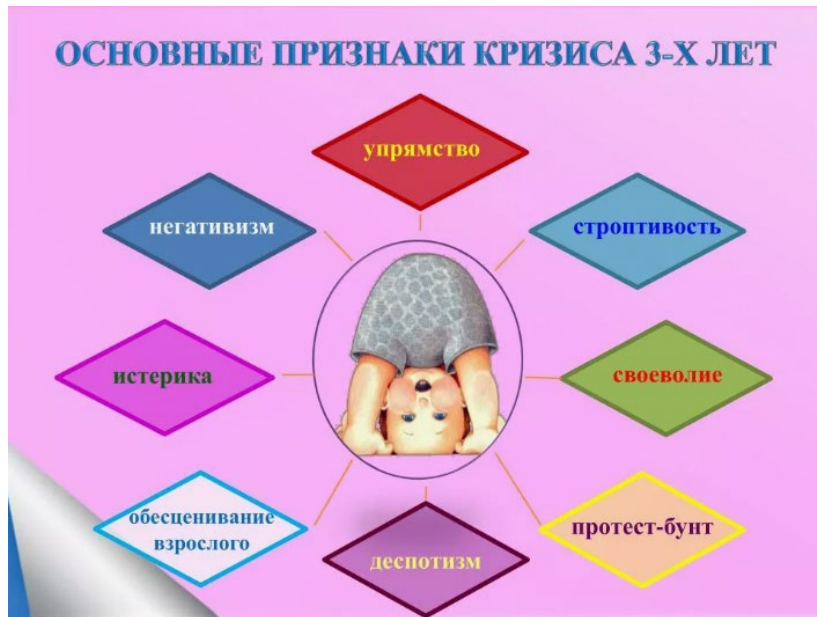 ОСНОВНЫЕ ПРИЗНАКИ КРИЗИСА 3-Х ЛЕТ
упрямство
негативизм
строптивость
истерика
своеволие
обесценивание
взрослого
протест-бунт
деспотизм